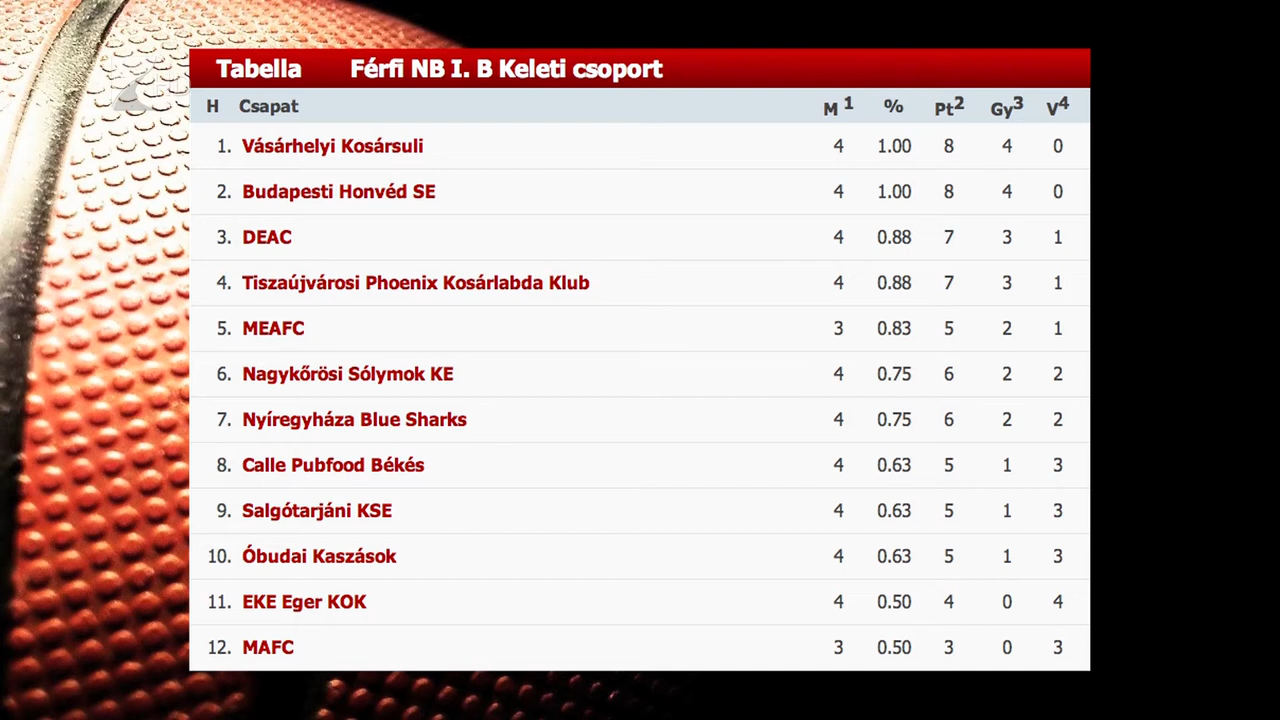 Tabella Férfi NB I. B Keleti csoport
H Csapat M 1 % Pt2 Gy3 V4
1. Vásárhelyi Kosársuli 4 1.00 8 4 0
2. Budapesti Honvéd SE 4 1.00 8 4 0
3. DEAC 4 0.88 7 3 1
4. Tiszaújvárosi Phoenix Kosárlabda Klub 4 0.88 7 3 1
5. MEAFC 3 0.83 5 2 1
6. Nagykőrösi Sólymok KE 4 0.75 6 2 2
7. Nyíregyháza Blue Sharks 4 0.75 6 2 2
8. Calle Pubfood Békés 4 0.63 5 1 3
9. Salgótarjáni KSE 4 0.63 5 1 3
10. Óbudai Kaszások 4 0.63 5 1 3
11. EKE Eger KOK 4 0.50 4 0 4
12. MAFC 3 0.50 3 0 3